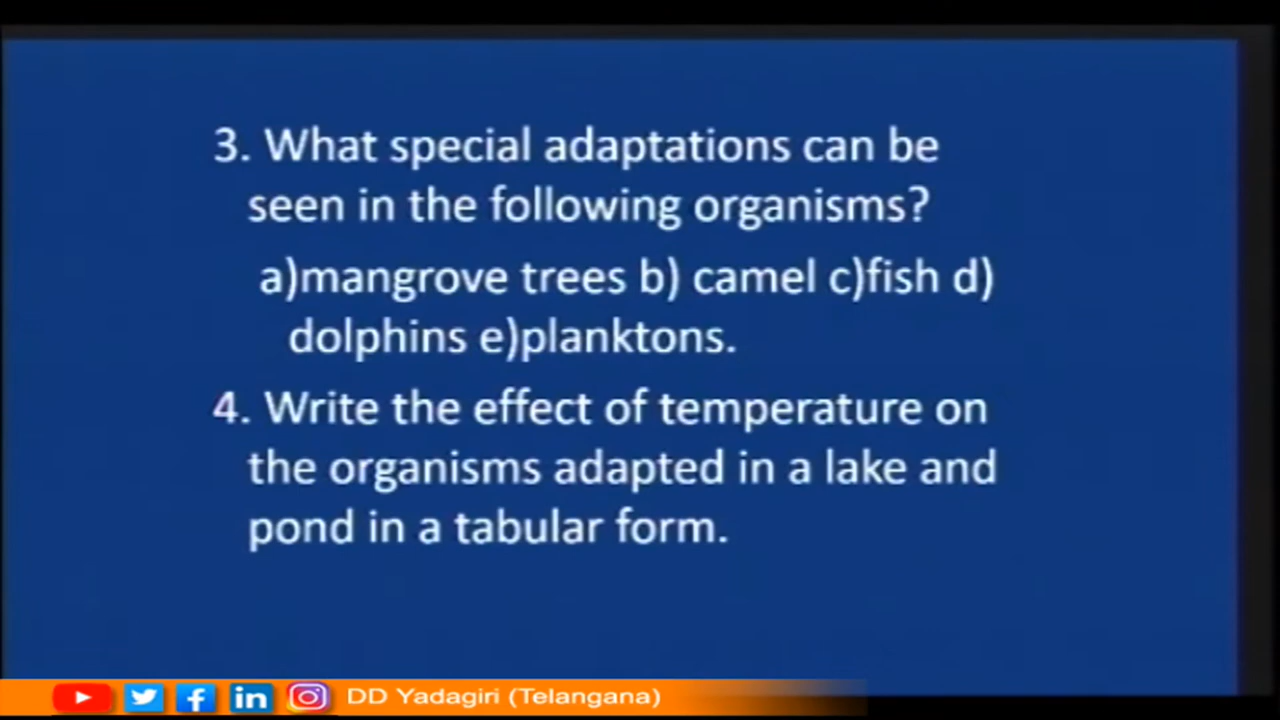 3. What special adaptations can be
seen in the following organisms?
a)mangrove trees b) camel c)fish d)
dolphins e)planktons.
4. Write the effect of temperature on
the organisms adapted in a lake and
pond in a tabular form.
DD Yadagiri (Telangana)